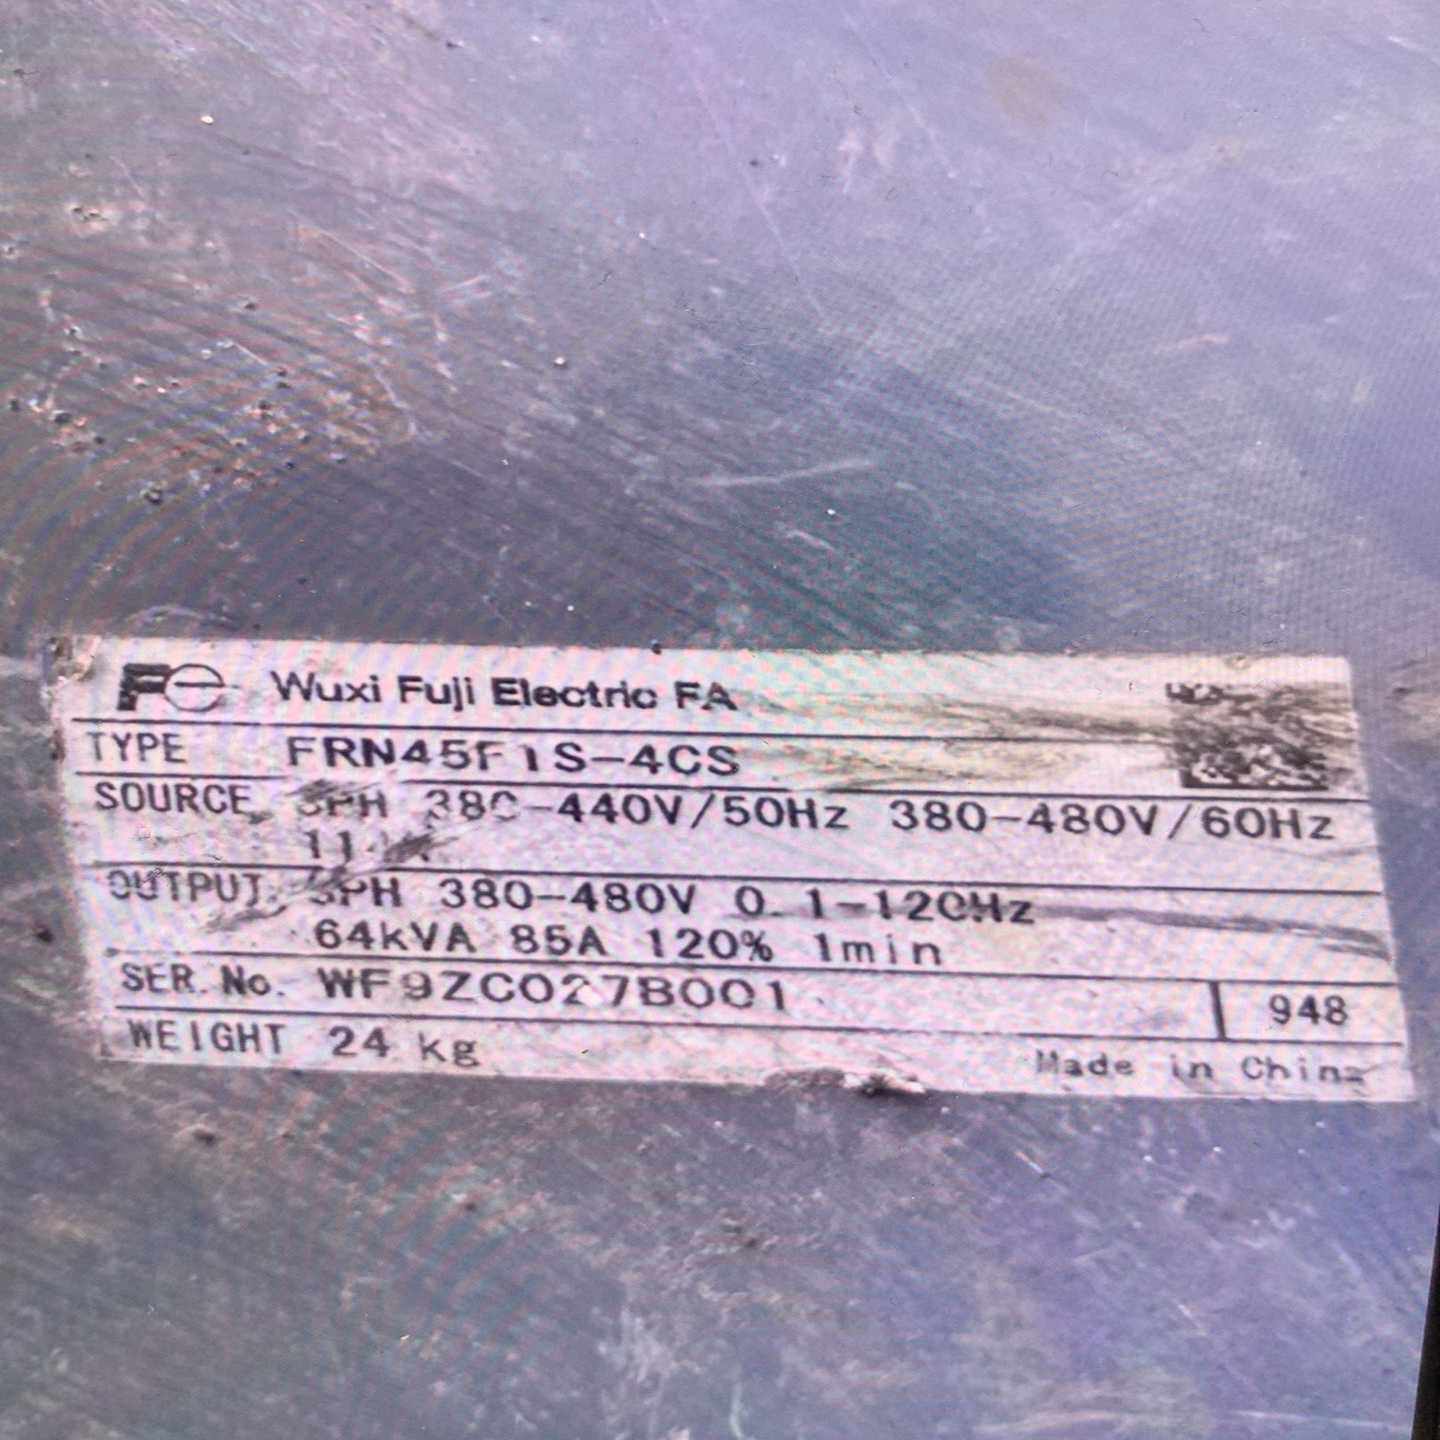 Fe Wuxi Fuji Electric FA
TYPE FRN45F1S-4CS
SOURCE 3PH 380-440V/50Hz 380-480V/60Hz
OUTPUT 3PH 380-480V 0.1-120Hz
64kVA 85A 120% 1min
SER.No. WF9ZC027B001 948
WEIGHT 24 kg Made in China